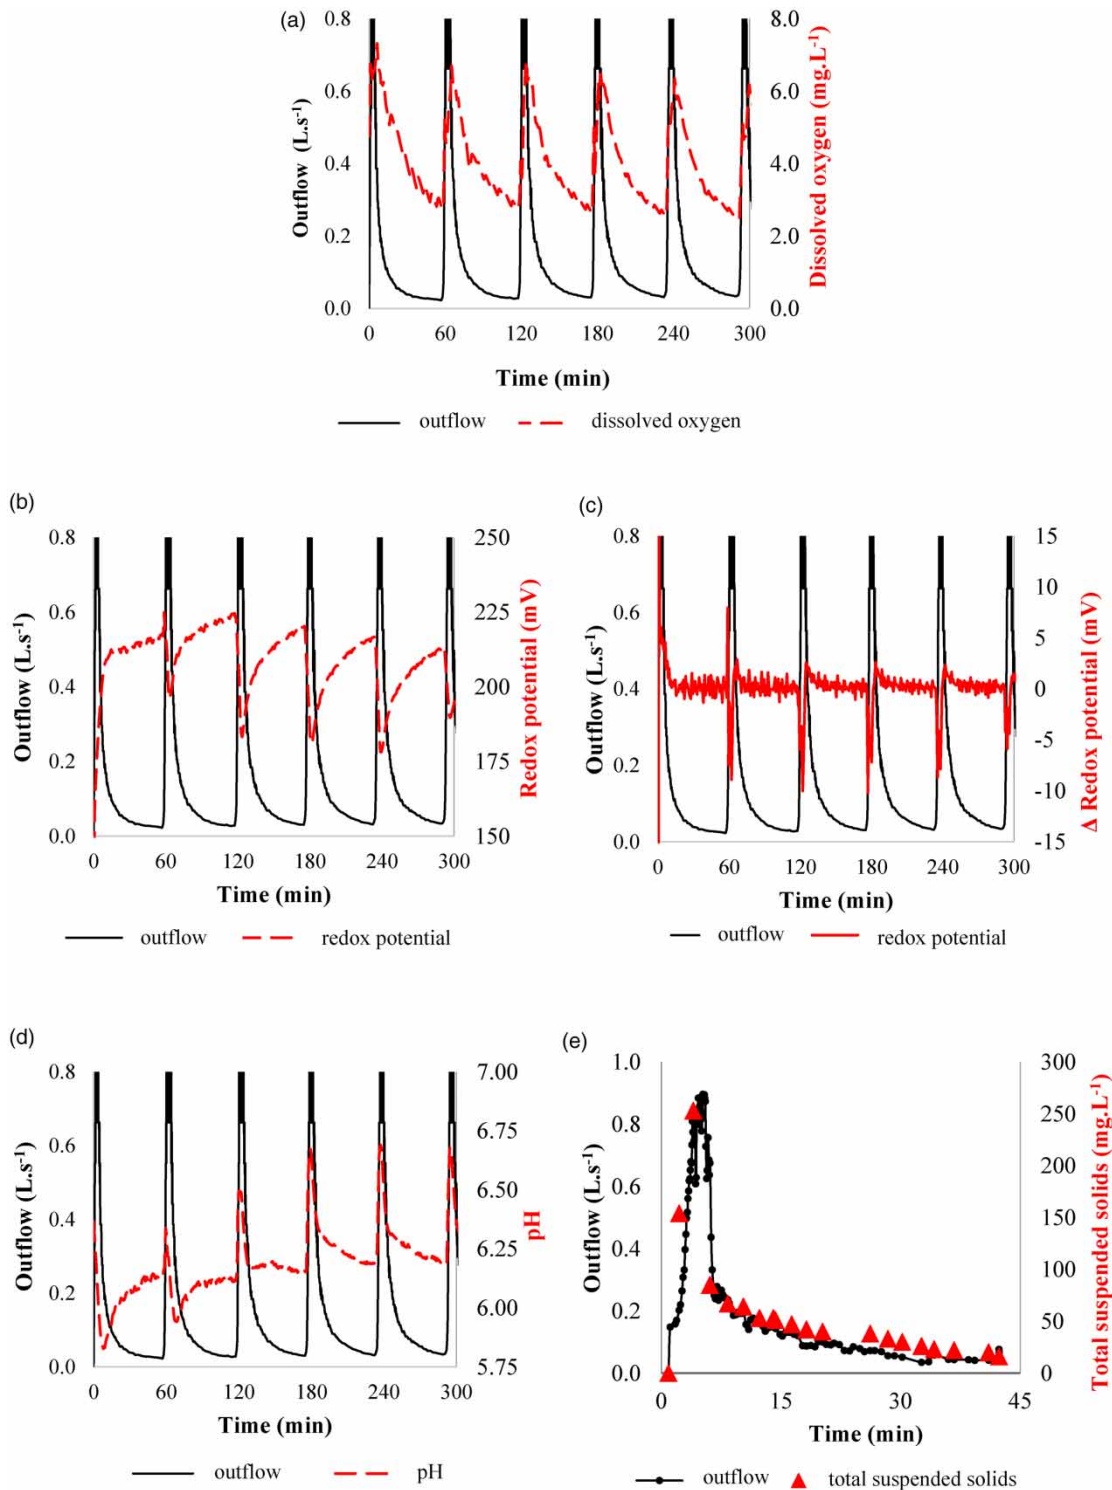 (a)
0.8
0.6
0.4
0.2
0.0
Outflow (L.s-1)
8.0
6.0
4.0
2.0
0.0
Dissolved oxygen (mg.L-1)
0 60 120 180 240 300
Time (min)
outflow dissolved oxygen
(b)
0.8
0.6
0.4
0.2
0.0
Outflow (L.s-1)
250
225
200
175
150
Redox potential (mV)
0 60 120 180 240 300
Time (min)
outflow redox potential
(c)
0.8
0.6
0.4
0.2
0.0
Outflow (L.s-1)
15
10
5
0
-5
-10
-15
Δ Redox potential (mV)
0 60 120 180 240 300
Time (min)
outflow redox potential
(d)
0.8
0.6
0.4
0.2
0.0
Outflow (L.s-1)
7.00
6.75
6.50
6.25
6.00
5.75
pH
0 60 120 180 240 300
Time (min)
outflow pH
(e)
1.0
0.8
0.6
0.4
0.2
0.0
Outflow (L.s-1)
300
250
200
150
100
50
0
Total suspended solids (mg.L-1)
0 15 30 45
Time (min)
outflow total suspended solids